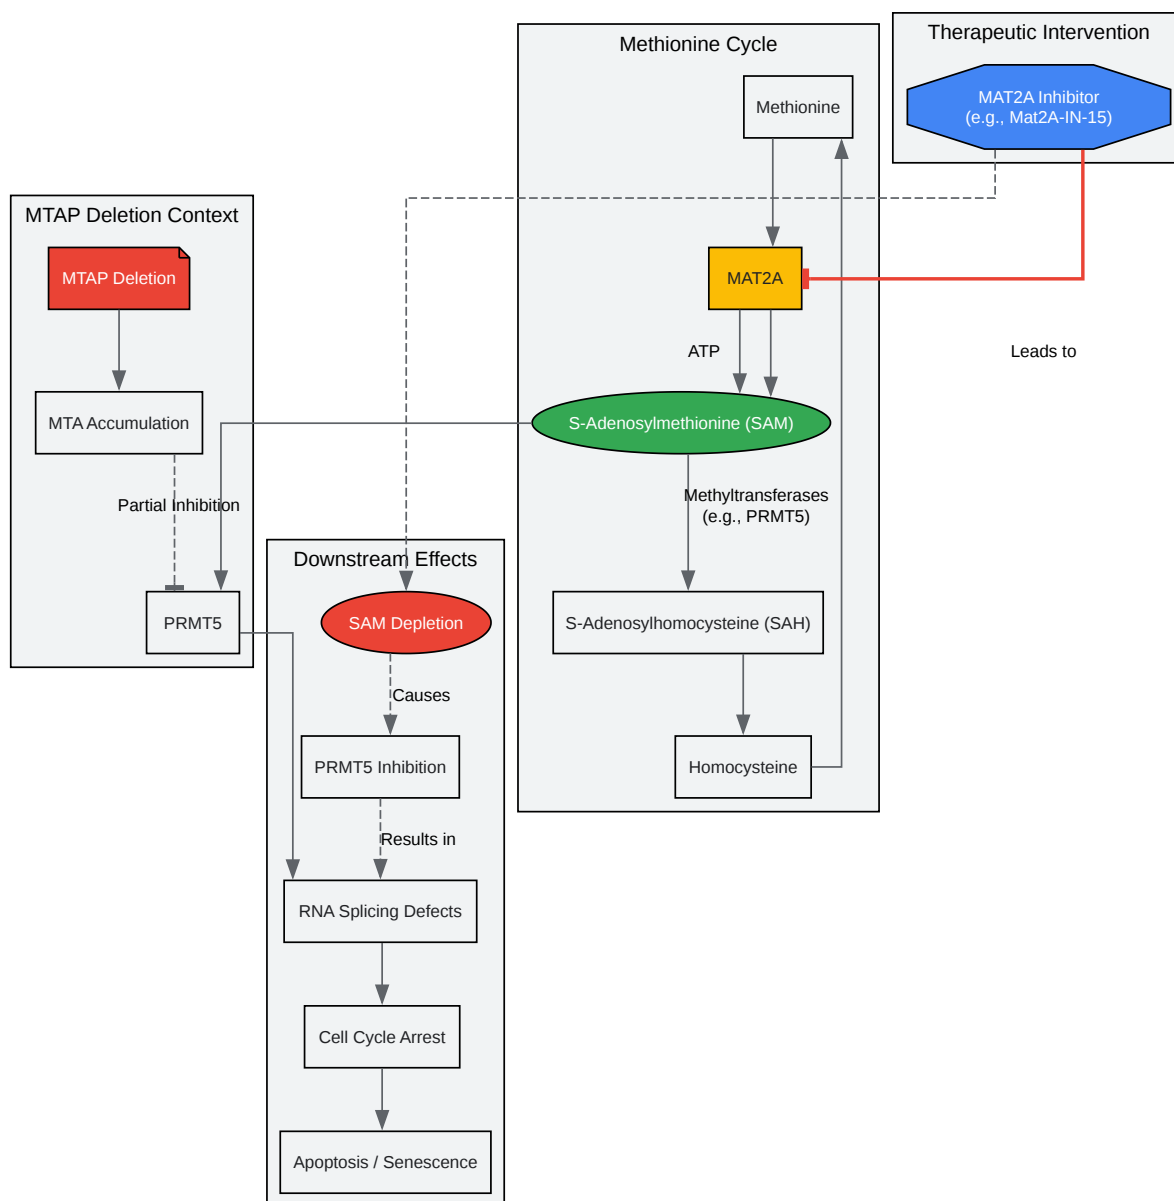 Therapeutic Intervention
MAT2A Inhibitor
(e.g., Mat2A-IN-15)
Methionine Cycle
Methionine
MAT2A
ATP
Leads to
S-Adenosylmethionine (SAM)
Methyltransferases
(e.g., PRMT5)
S-Adenosylhomocysteine (SAH)
Homocysteine
MTAP Deletion Context
MTAP Deletion
MTA Accumulation
Partial Inhibition
PRMT5
Downstream Effects
SAM Depletion
Causes
PRMT5 Inhibition
Results in
RNA Splicing Defects
Cell Cycle Arrest
Apoptosis / Senescence